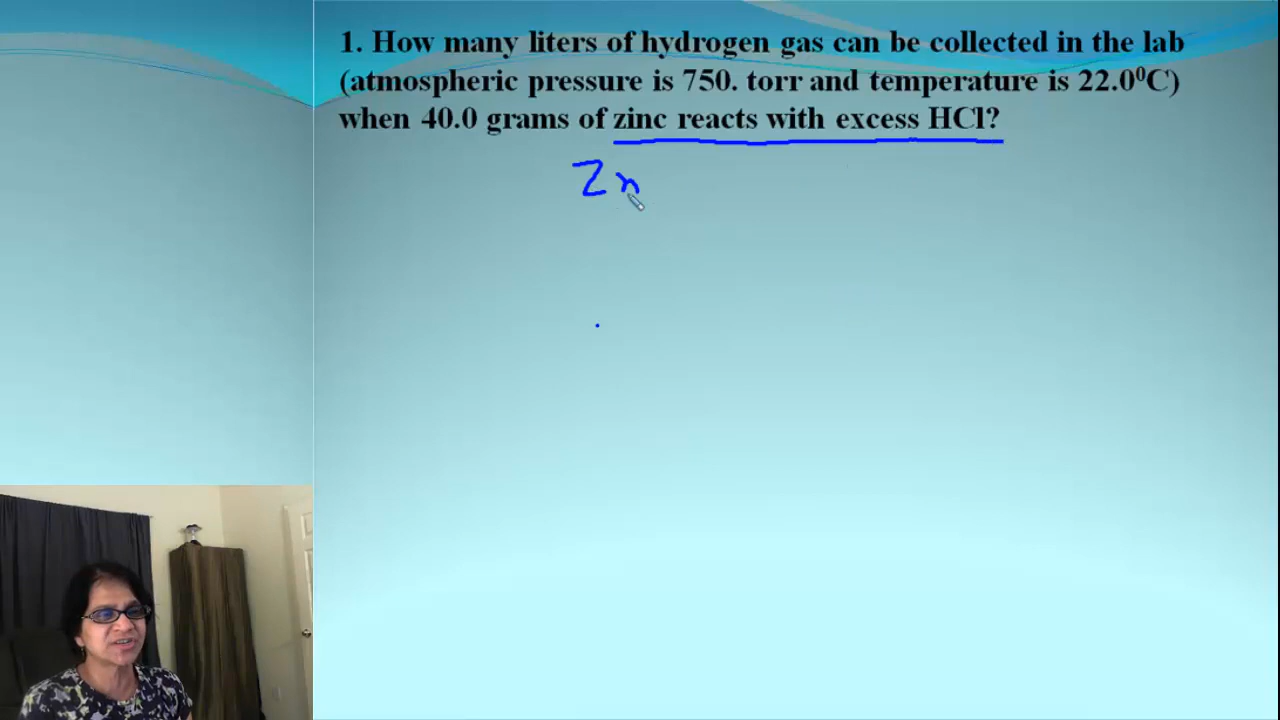 1. How many liters of hydrogen gas can be collected in the lab
(atmospheric pressure is 750. torr and temperature is 22.0⁰C)
when 40.0 grams of zinc reacts with excess HCl?
Zn